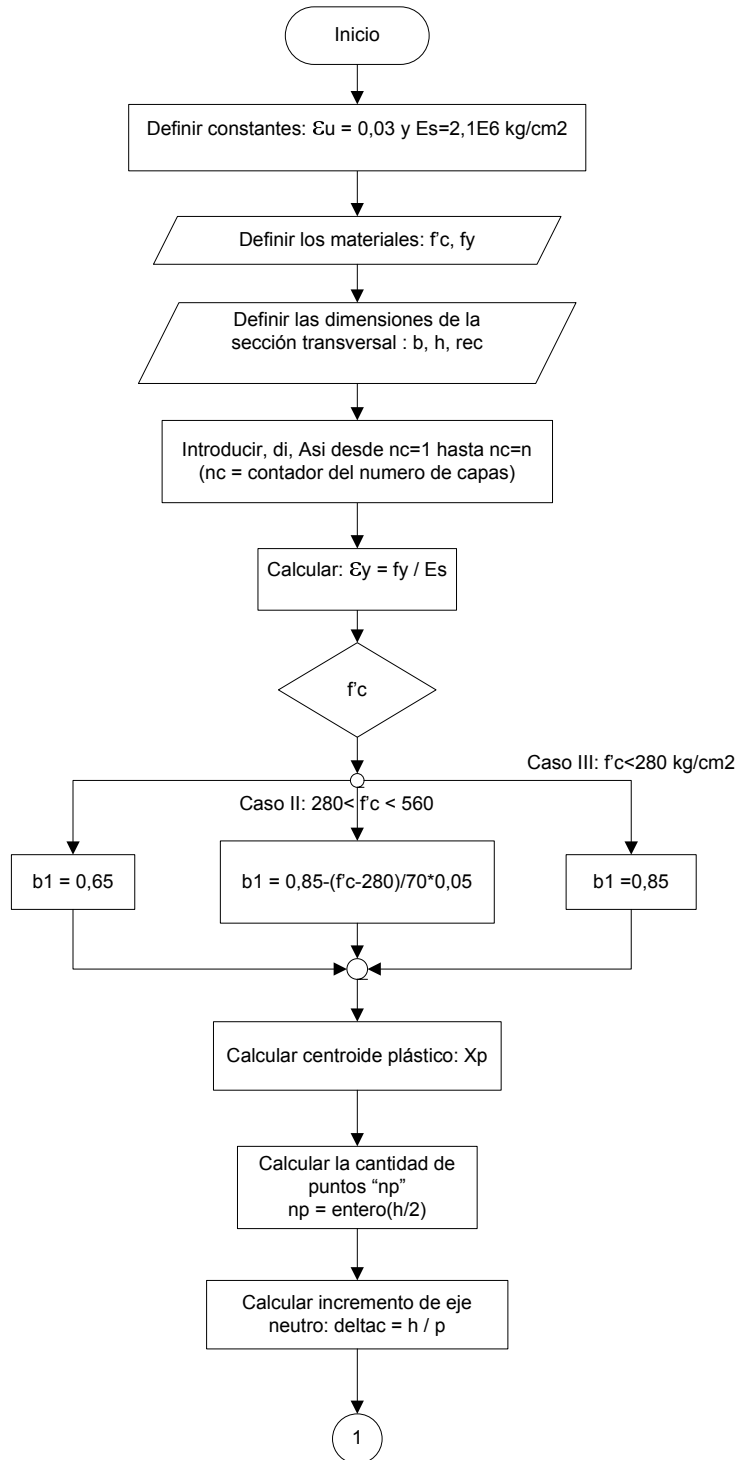 Inicio
Definir constantes: Ɛu = 0,03 y Es=2,1E6 kg/cm2
Definir los materiales: f'c, fy
Definir las dimensiones de la
sección transversal : b, h, rec
Introducir, di, Asi desde nc=1 hasta nc=n
(nc = contador del numero de capas)
Calcular: Ɛy = fy / Es
f'c
Caso III: f'c<280 kg/cm2
Caso II: 280< f'c < 560
b1 = 0,65
b1 = 0,85-(f'c-280)/70*0,05
b1 =0,85
Calcular centroide plástico: Xp
Calcular la cantidad de
puntos “np”
np = entero(h/2)
Calcular incremento de eje
neutro: deltac = h / p
1